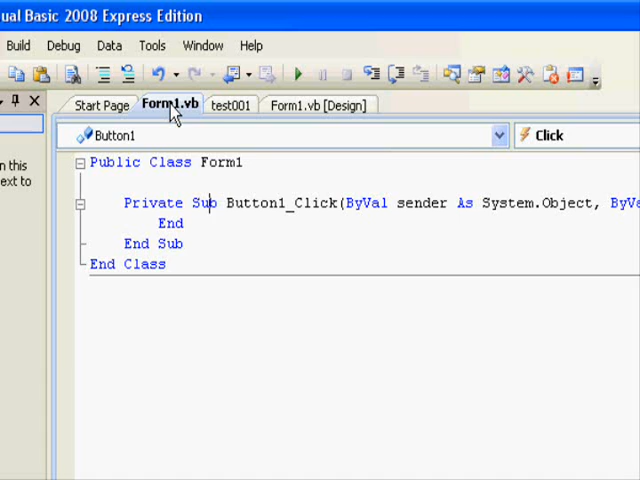 ual Basic 2008 Express Edition
Build Debug Data Tools Window Help
Start Page Form1.vb test001 Form1.vb [Design]
Button1 Click
n this
ext to
Public Class Form1
Private Sub Button1_Click(ByVal sender As System.Object, ByVa
End
End Sub
End Class